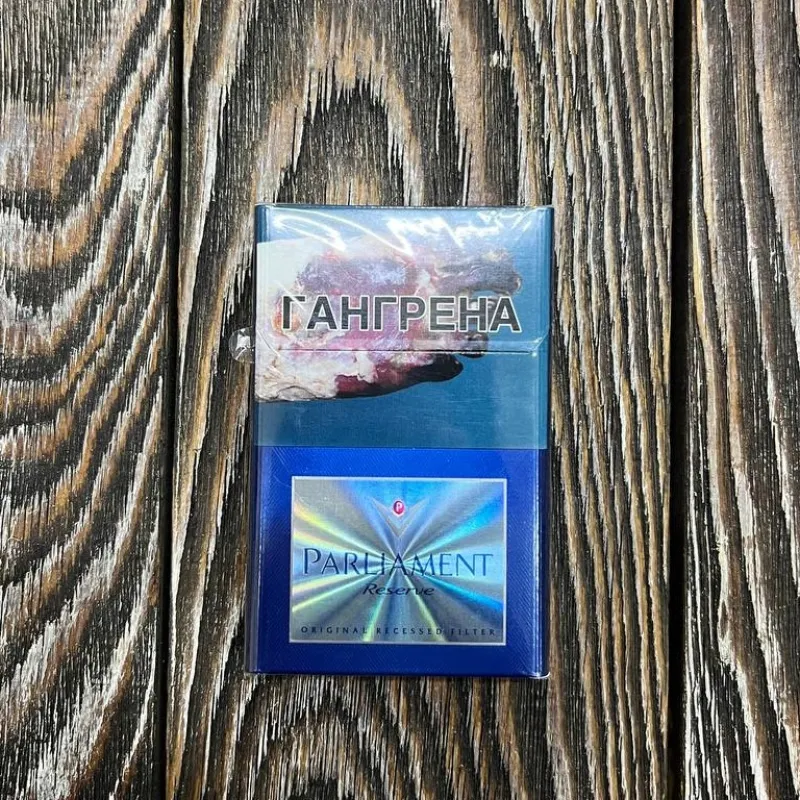 ГАНГРЕНА
P
PARLIAMENT
Reserve
ORIGINAL RECESSED FILTER